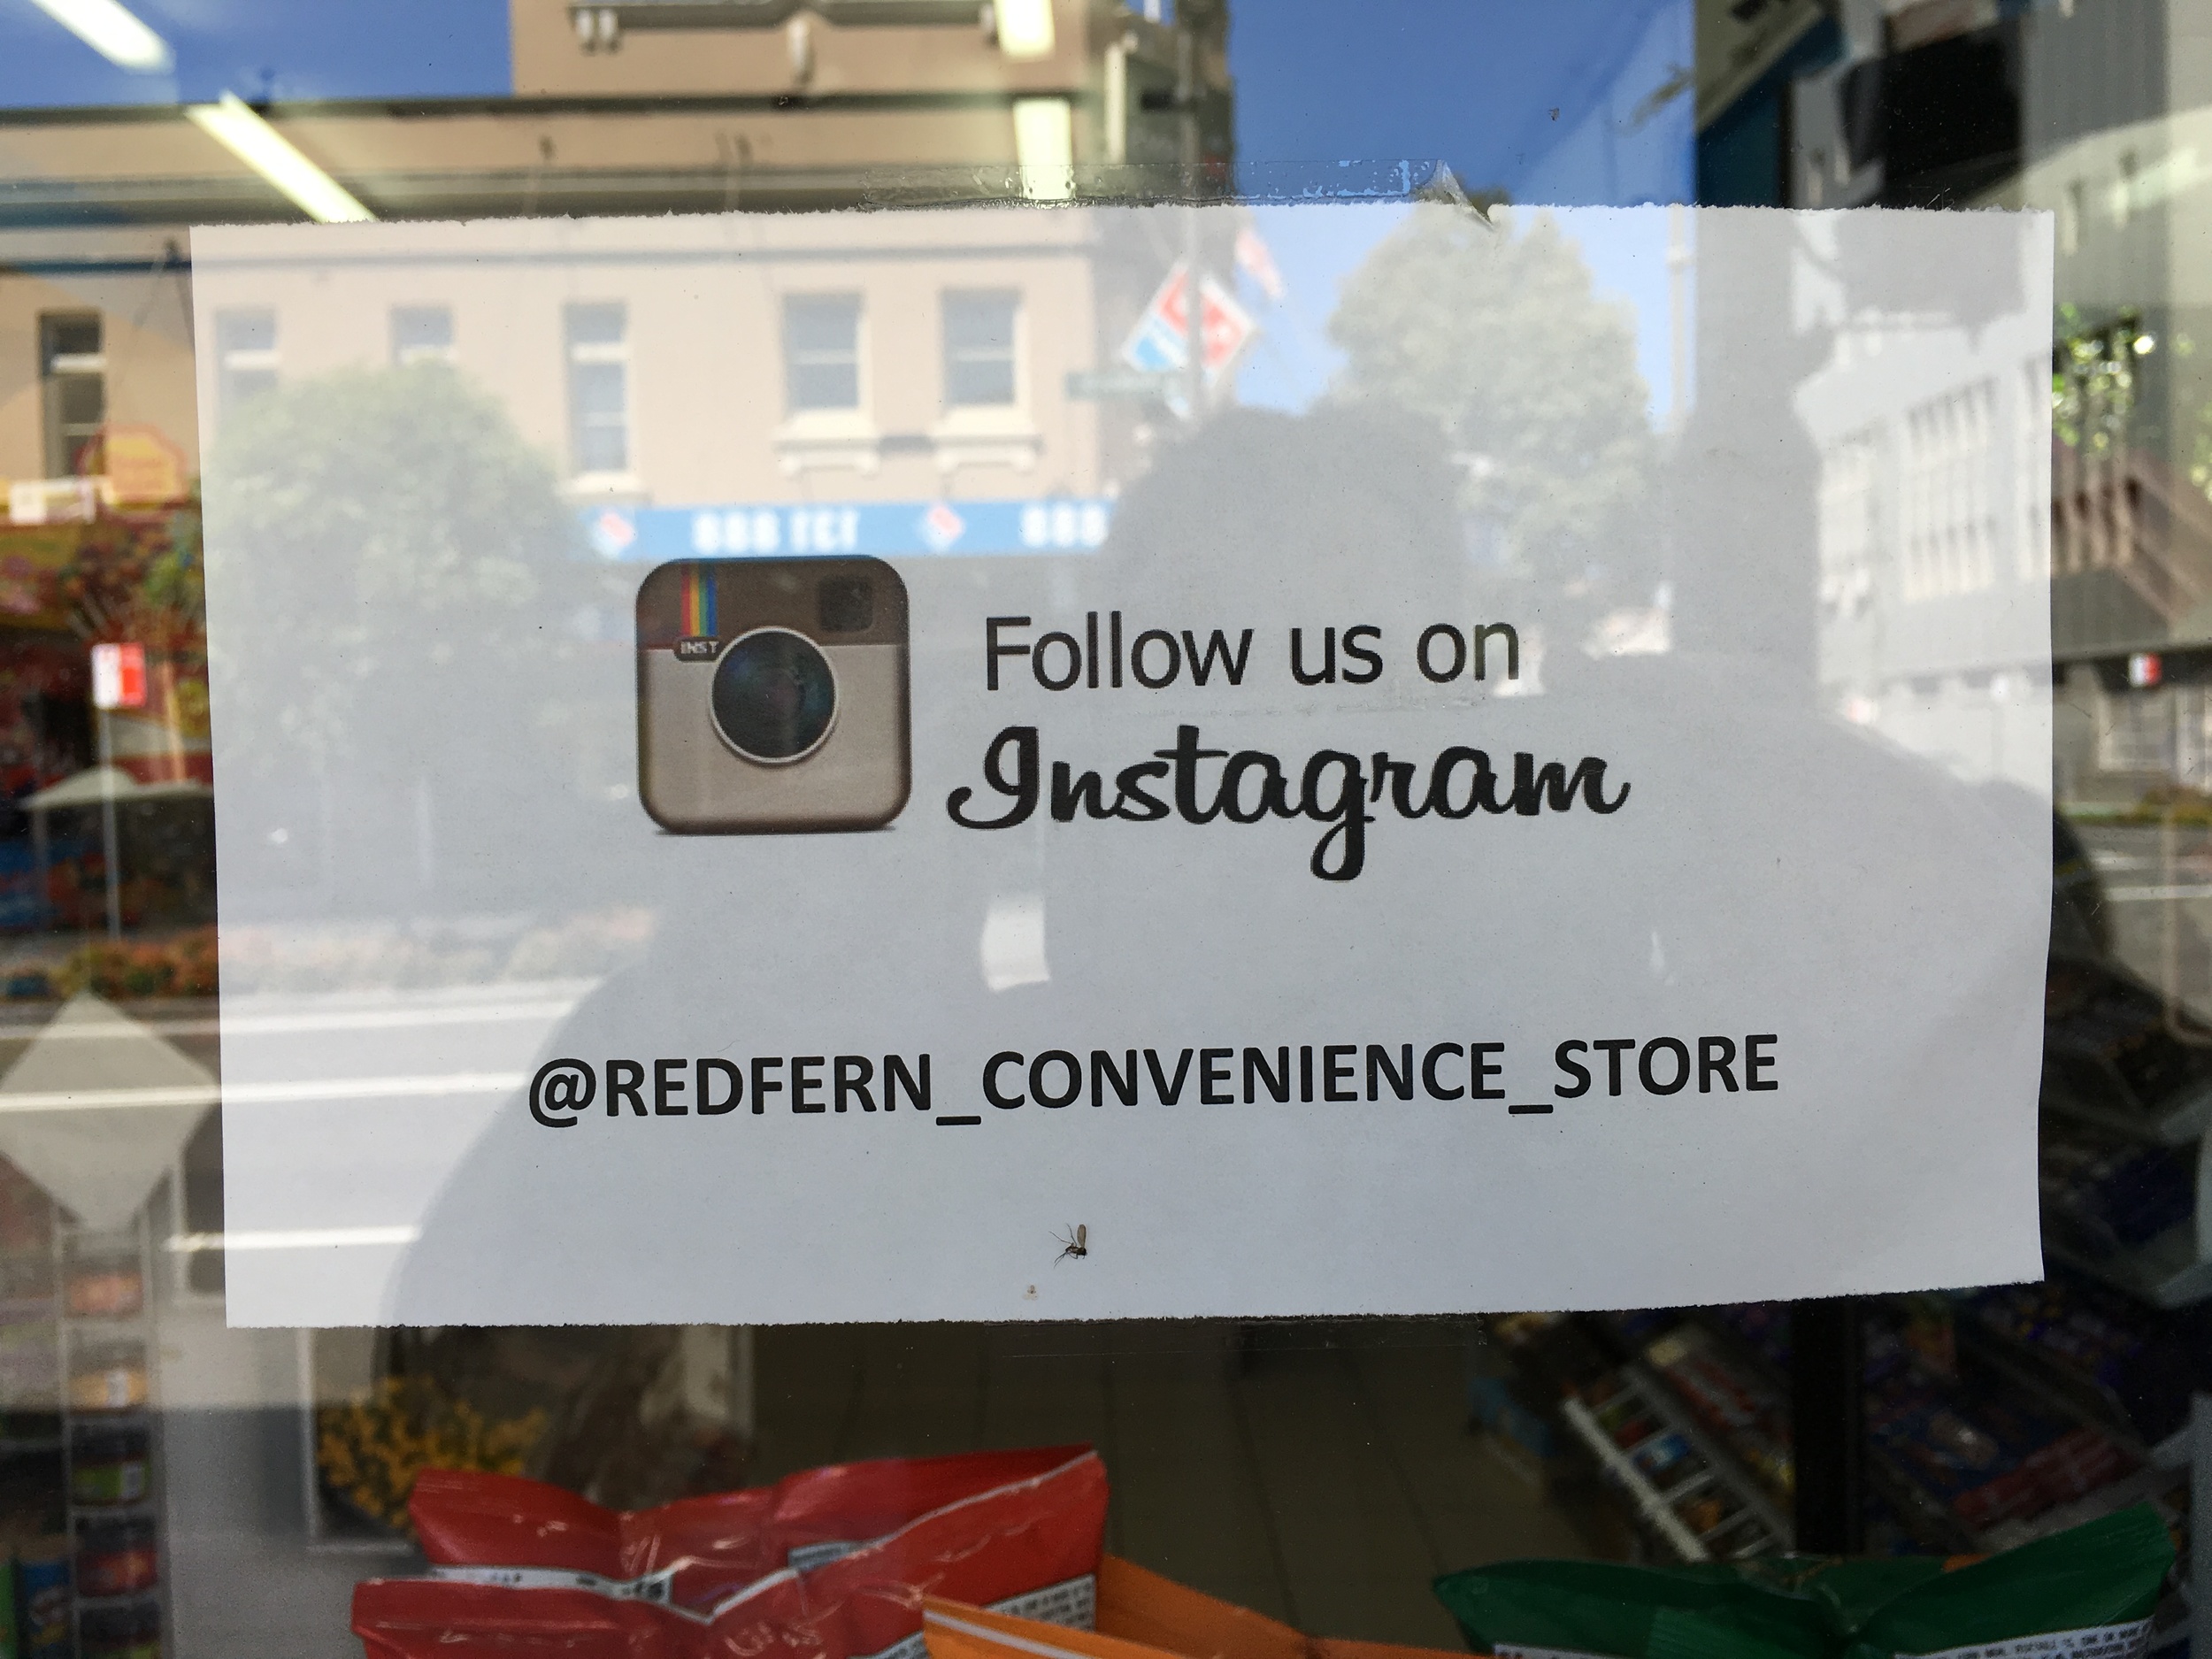 INST
Follow us on
Instagram
@REDFERN_CONVENIENCE_STORE